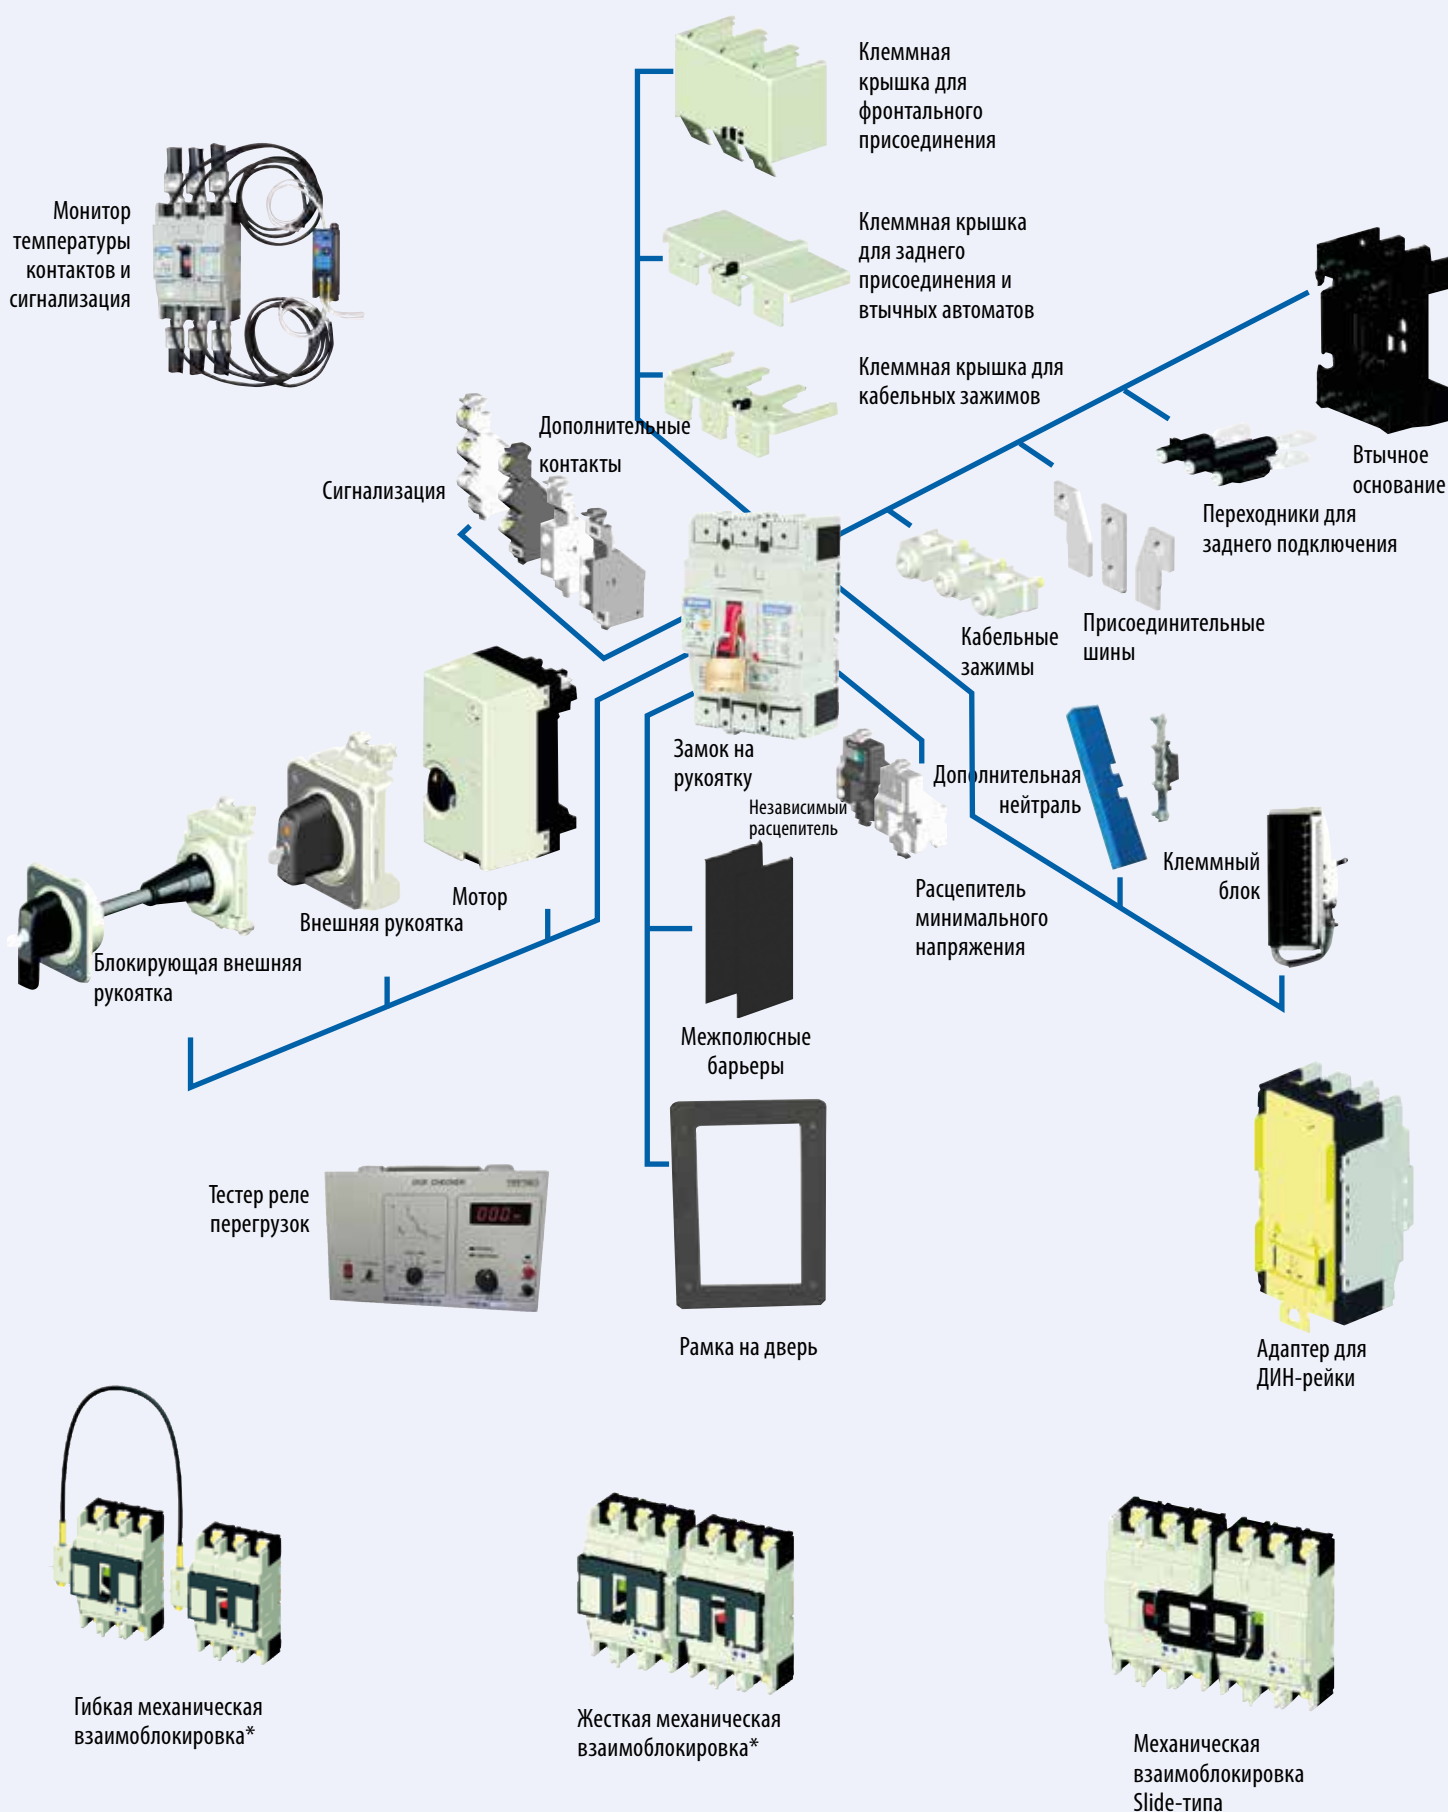 Клеммная
крышка для
фронтального
присоединения
Монитор
температуры
контактов и
сигнализация
Клеммная крышка
для заднего
присоединения и
втычных автоматов
Клеммная крышка для
кабельных зажимов
Дополнительные
контакты
Сигнализация
Втычное
основание
Переходники для
заднего подключения
Присоединительные
шины
Кабельные
зажимы
Замок на
рукоятку
Независимый
расцепитель
Дополнительная
нейтраль
Клеммный
блок
Расцепитель
минимального
напряжения
Мотор
Внешняя рукоятка
Блокирующая внешняя
рукоятка
Межполюсные
барьеры
Тестер реле
перегрузок
OCR CHECKER
000
Рамка на дверь
Адаптер для
ДИН-рейки
Гибкая механическая
взаимоблокировка*
Жесткая механическая
взаимоблокировка*
Механическая
взаимоблокировка
Slide-типа